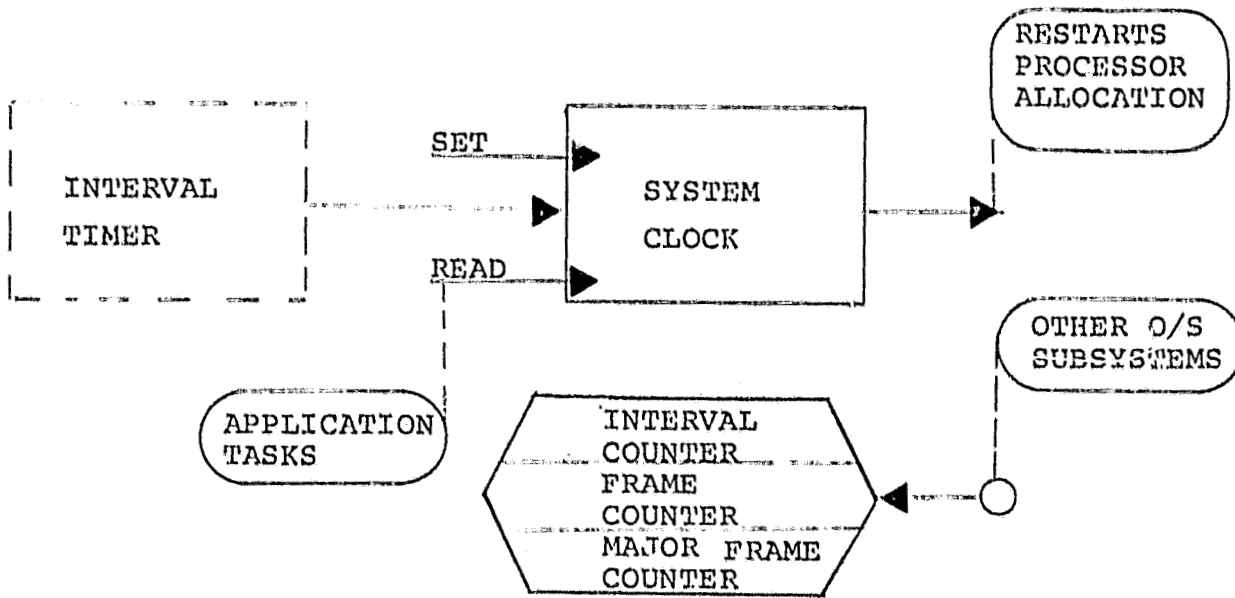 RESTARTS
PROCESSOR
ALLOCATION
SET
INTERVAL
TIMER
SYSTEM
CLOCK
READ
OTHER O/S
SUBSYSTEMS
APPLICATION
TASKS
INTERVAL
COUNTER
FRAME
COUNTER
MAJOR FRAME
COUNTER